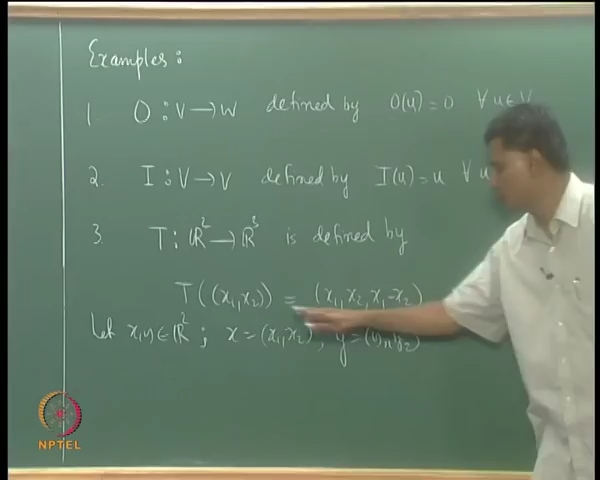 Examples:
1. O : V → W defined by O(u) = 0 ∀ u ∈ V
2. I : V → V defined by I(u) = u ∀ u
3. T : ℝ² → ℝ³ is defined by
T((x₁, x₂)) = (x₁, x₂, x₁ - x₂)
Let x, y ∈ ℝ² ; x = (x₁, x₂), y = (y₁, y₂)
NPTEL